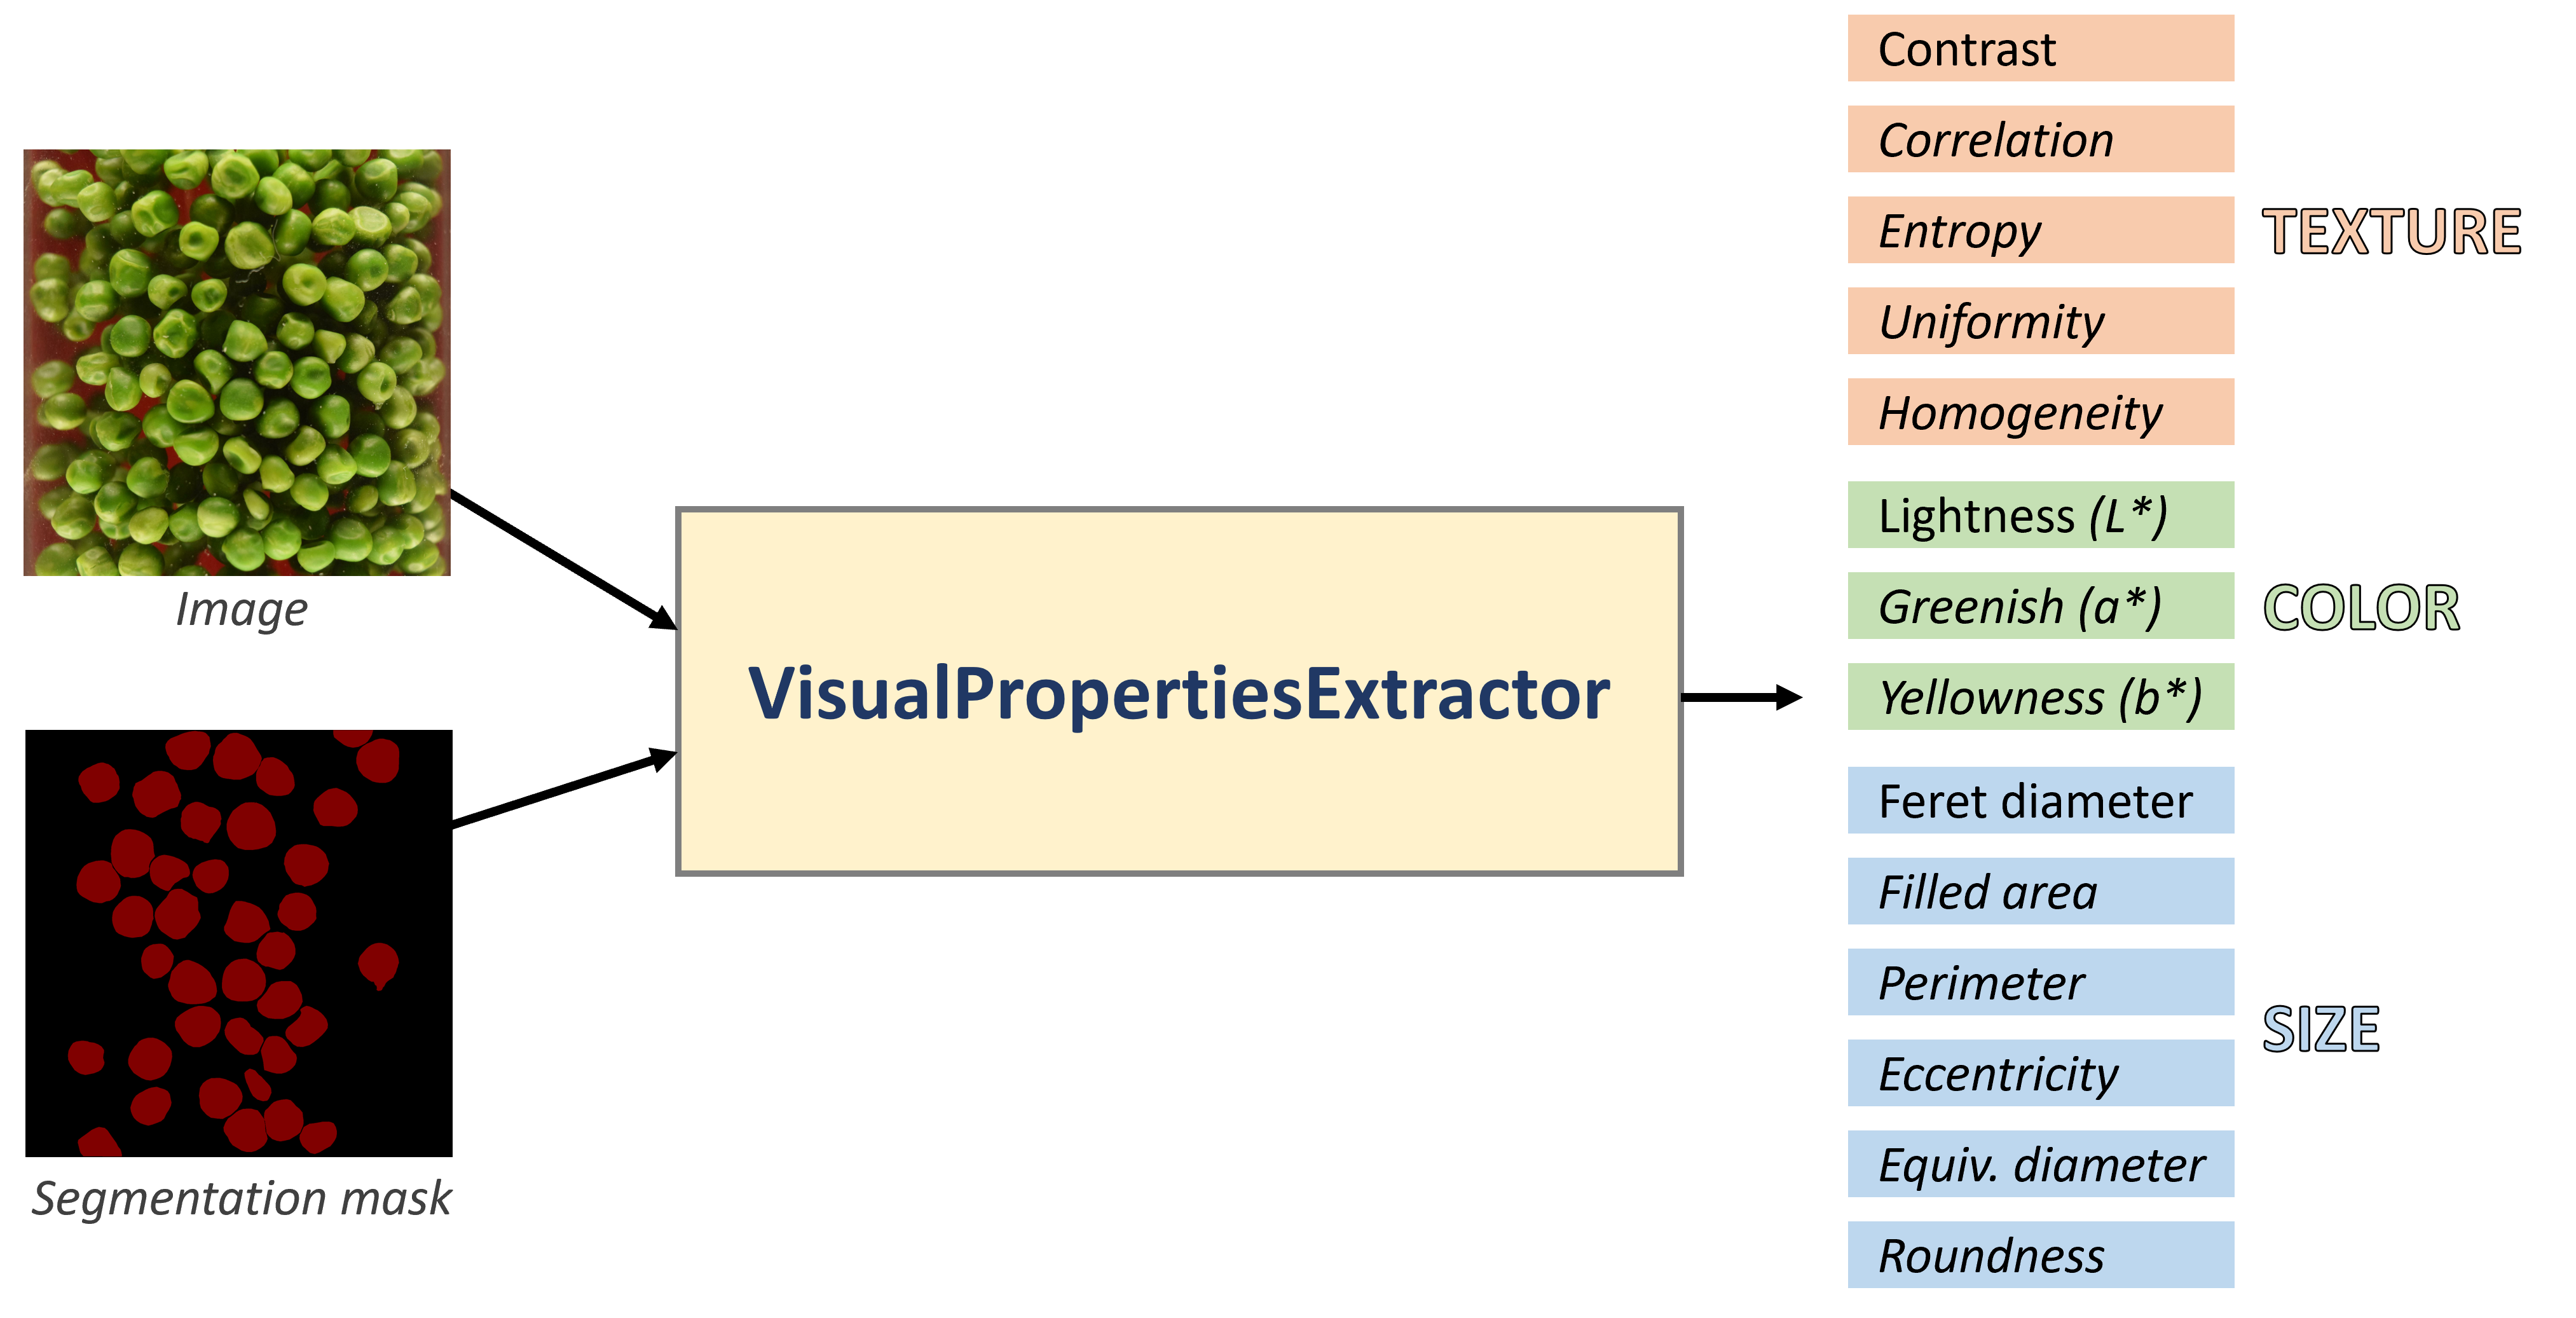 Image
Segmentation mask
VisualPropertiesExtractor
Contrast
Correlation
Entropy
Uniformity
Homogeneity
TEXTURE
Lightness (L*)
Greenish (a*)
Yellowness (b*)
COLOR
Feret diameter
Filled area
Perimeter
Eccentricity
Equiv. diameter
Roundness
SIZE